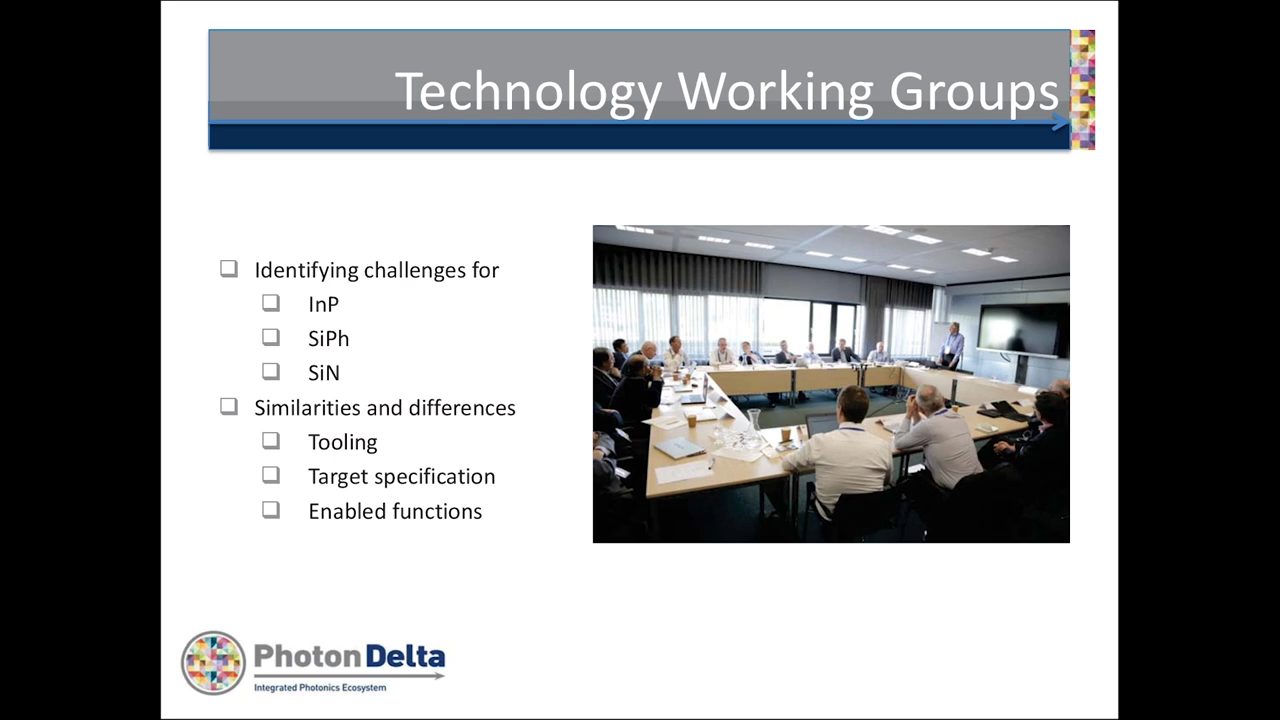 Technology Working Groups
Identifying challenges for
InP
SiPh
SiN
Similarities and differences
Tooling
Target specification
Enabled functions
PhotonDelta
Integrated Photonics Ecosystem